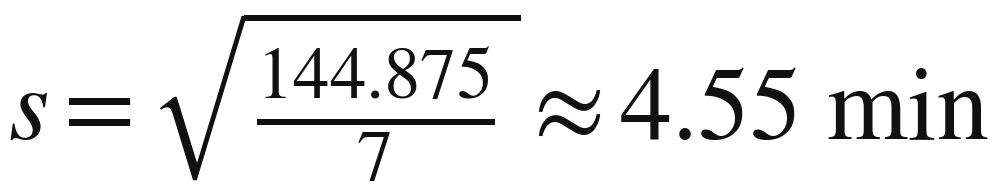 s = √(144.875/7) ≈ 4.55 min